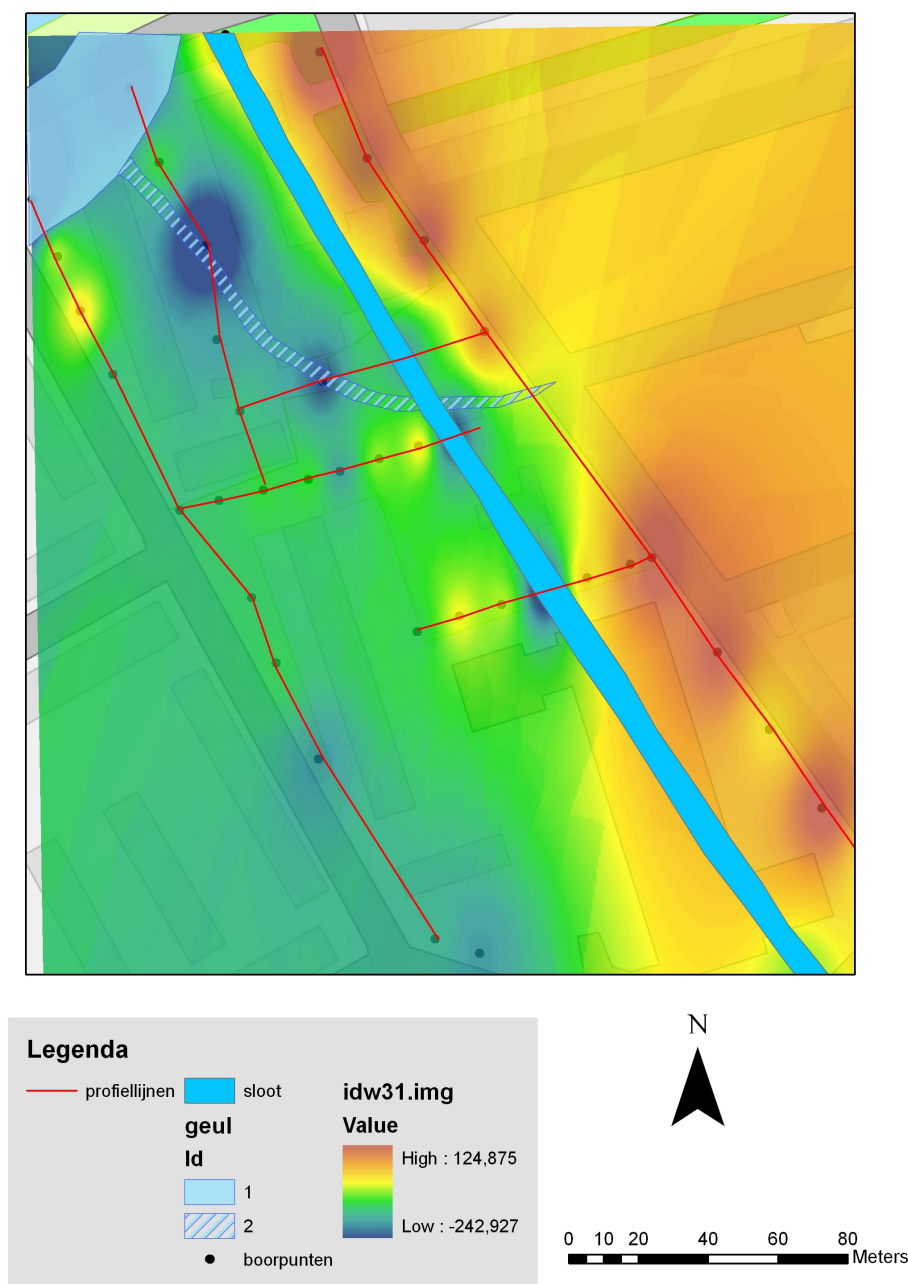 Legenda
profiellijnen
sloot
geul
Id
1
2
boorpunten
idw31.img
Value
High : 124,875
Low : -242,927
N
0 10 20 40 60 80
Meters